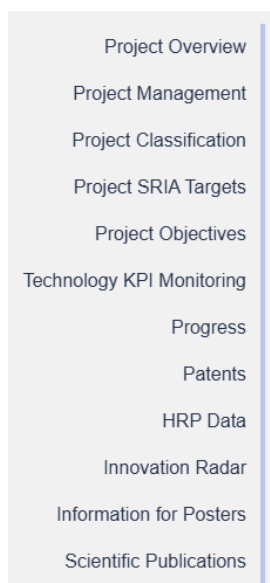 Project Overview
Project Management
Project Classification
Project SRIA Targets
Project Objectives
Technology KPI Monitoring
Progress
Patents
HRP Data
Innovation Radar
Information for Posters
Scientific Publications